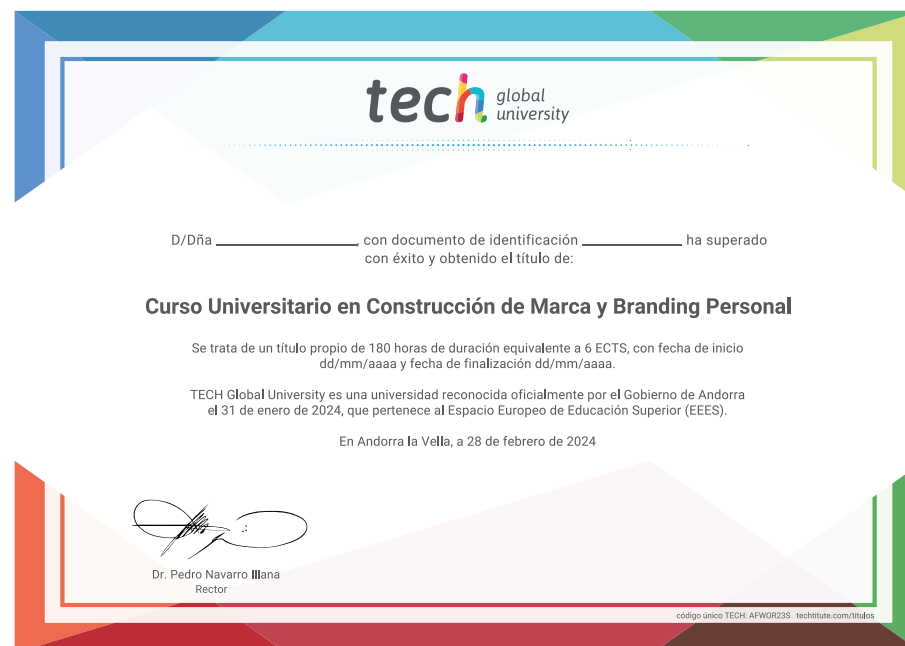 tech global university
D/Dña ________________, con documento de identificación ____________ ha superado
con éxito y obtenido el título de:
Curso Universitario en Construcción de Marca y Branding Personal
Se trata de un título propio de 180 horas de duración equivalente a 6 ECTS, con fecha de inicio
dd/mm/aaaa y fecha de finalización dd/mm/aaaa.
TECH Global University es una universidad reconocida oficialmente por el Gobierno de Andorra
el 31 de enero de 2024, que pertenece al Espacio Europeo de Educación Superior (EEES).
En Andorra la Vella, a 28 de febrero de 2024
Dr. Pedro Navarro Illana
Rector
código único TECH: AFWOR23S techtitute.com/titulos